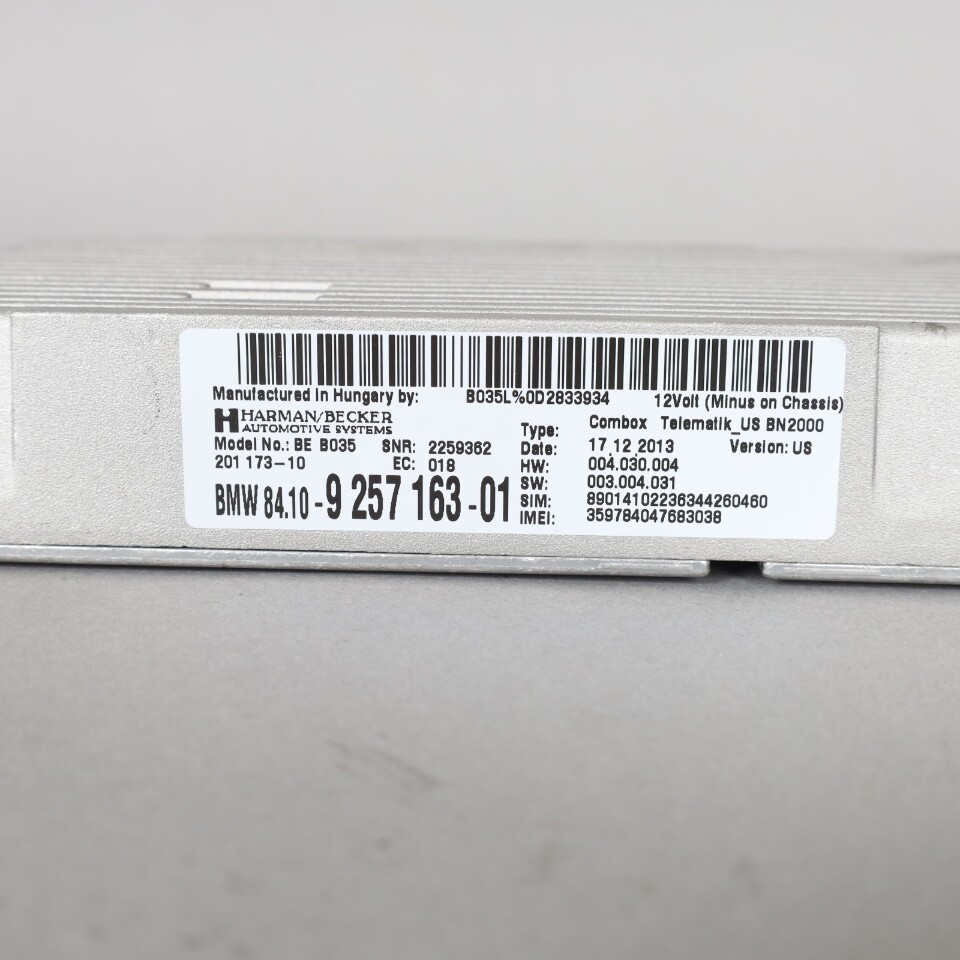 Manufactured in Hungary by: B035L%0D2833934 12Volt (Minus on Chassis)
HARMAN/BECKER
AUTOMOTIVE SYSTEMS
Type: Combox Telematik_US BN2000
Model No.: BE B035 SNR: 2259362
Date: 17.12.2013 Version: US
201 173-10 EC: 018
HW: 004.030.004
SW: 003.004.031
BMW 84.10-9 257 163-01
SIM: 89014102236344260460
IMEI: 359784047683038